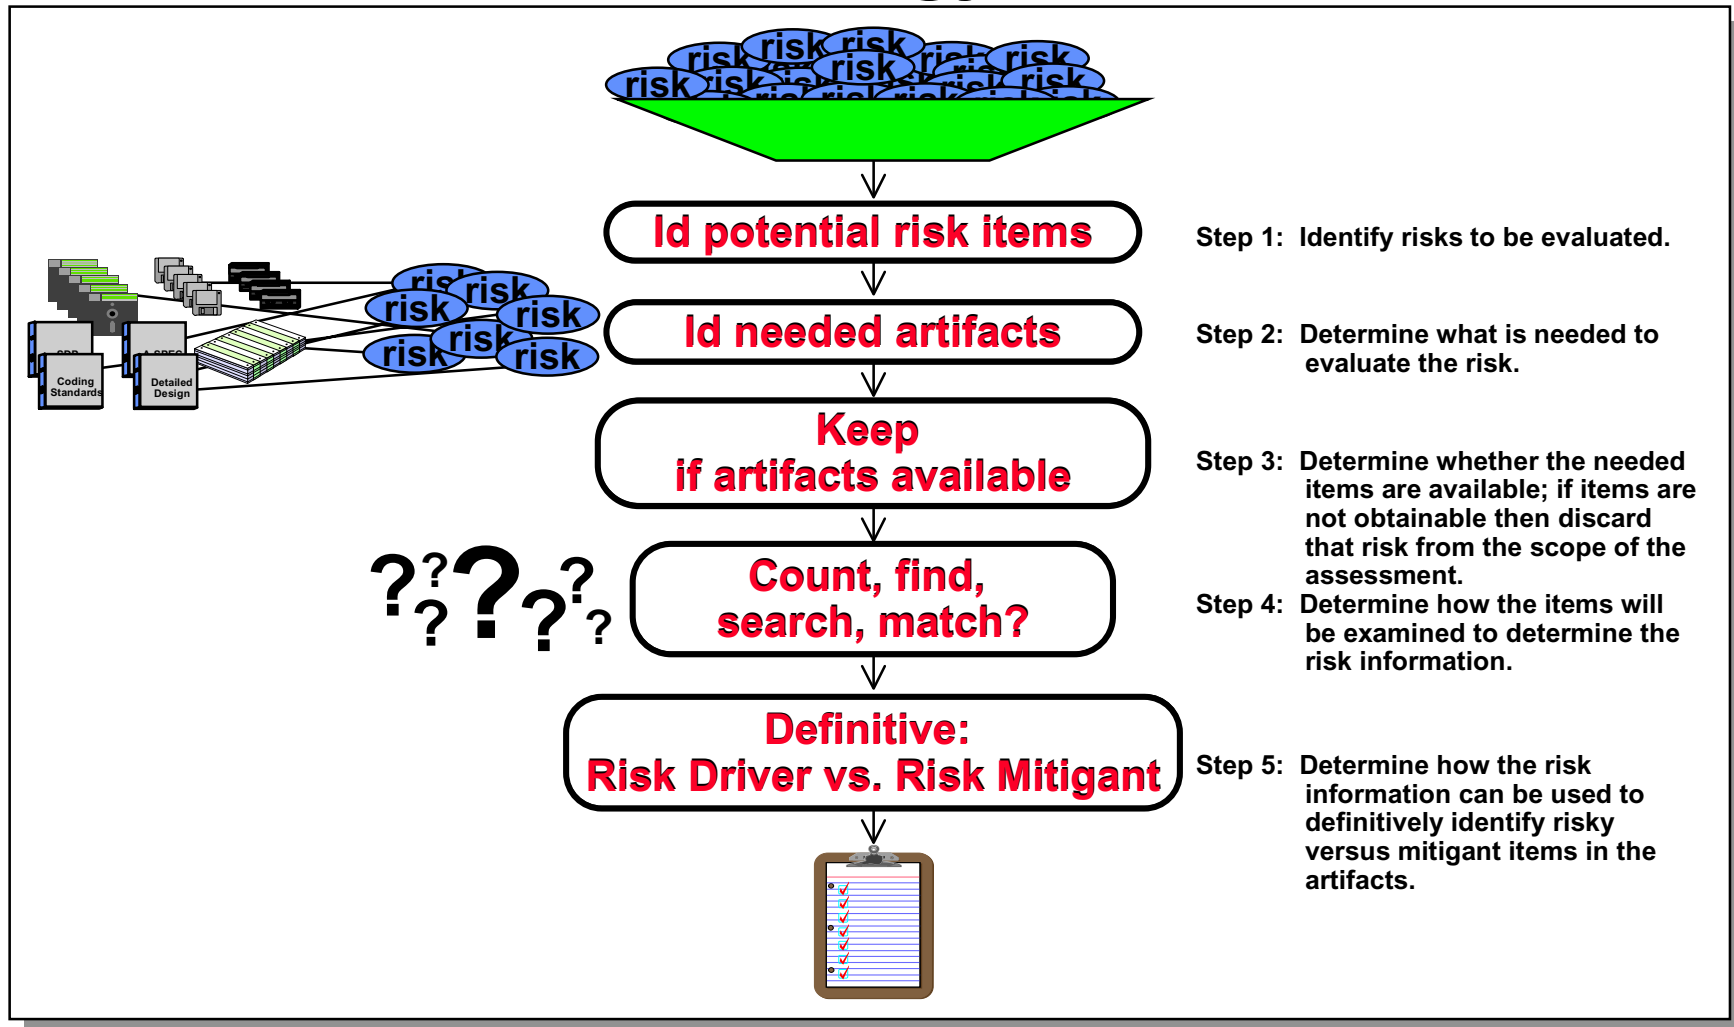 risk
risk
risk
risk
risk
risk
risk
risk
risk
Id potential risk items
Step 1: Identify risks to be evaluated.
risk
risk
risk
risk
risk
risk
risk
Id needed artifacts
Step 2: Determine what is needed to
evaluate the risk.
Coding
Standards
Detailed
Design
Keep
if artifacts available
Step 3: Determine whether the needed
items are available; if items are
not obtainable then discard
that risk from the scope of the
assessment.
? ? ? ? ? ? ?
Count, find,
search, match?
Step 4: Determine how the items will
be examined to determine the
risk information.
Definitive:
Risk Driver vs. Risk Mitigant
Step 5: Determine how the risk
information can be used to
definitively identify risky
versus mitigant items in the
artifacts.